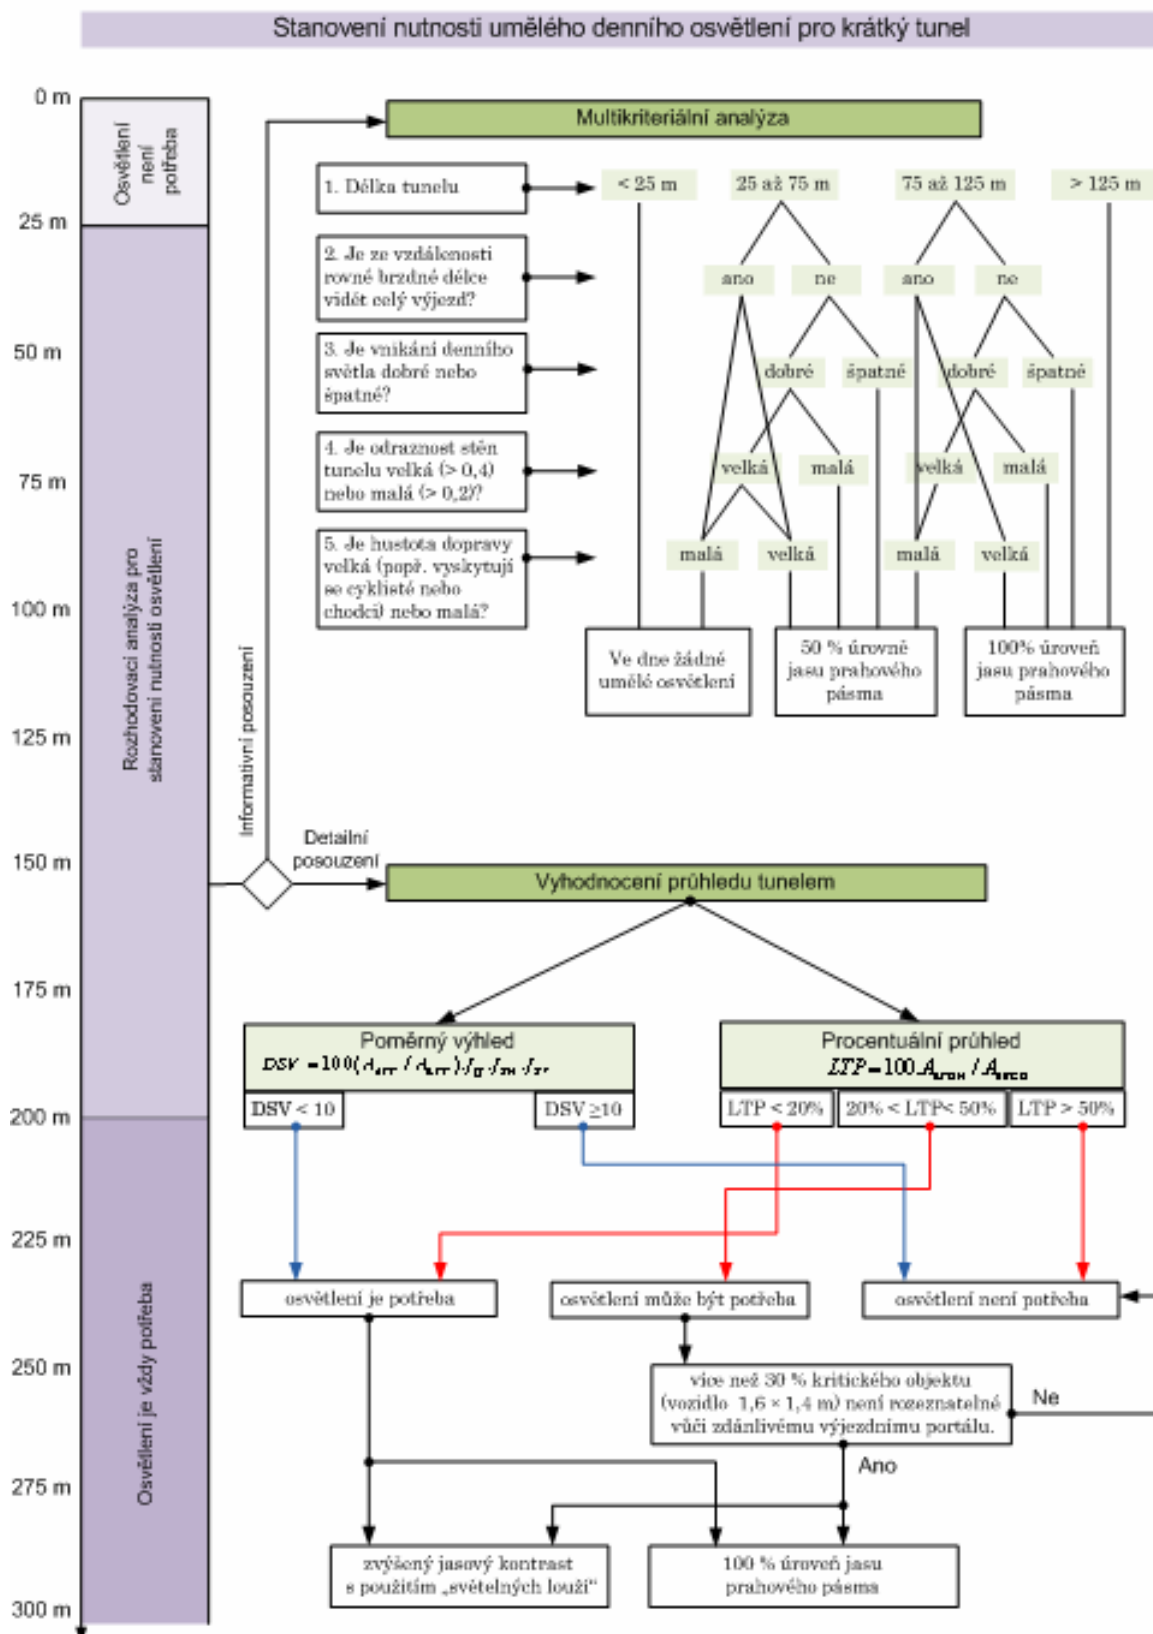 Stanovení nutnosti umělého denního osvětlení pro krátký tunel
0 m
25 m
50 m
75 m
100 m
125 m
150 m
175 m
200 m
225 m
250 m
275 m
300 m
Osvětlení
není
potřeba
Rozhodovací analýza pro
stanovení nutnosti osvětlení
Osvětlení je vždy potřeba
Informativní posouzení
Detailní
posouzení
Multikriteriální analýza
1. Délka tunelu
< 25 m
25 až 75 m
75 až 125 m
> 125 m
2. Je ze vzdálenosti
rovné brzdné délce
vidět celý výjezd?
ano
ne
ano
ne
3. Je vnikání denního
světla dobré nebo
špatné?
dobré
špatné
dobré
špatné
4. Je odraznost stěn
tunelu velká (> 0,4)
nebo malá (> 0,2)?
velká
malá
velká
malá
5. Je hustota dopravy
velká (popř. vyskytují
se cyklisté nebo
chodci) nebo malá?
malá
velká
malá
velká
Ve dne žádné
umělé osvětlení
50 % úrovně
jasu prahového
pásma
100% úroveň
jasu prahového
pásma
Vyhodnocení průhledu tunelem
Poměrný výhled
DSV = 100(
DSV < 10
DSV ≥10
Procentuální průhled
LTP = 100.
LTP < 20%
20% < LTP< 50%
LTP > 50%
osvětlení je potřeba
osvětlení může být potřeba
osvětlení není potřeba
více než 30 % kritického objektu
(vozidlo 1,6 × 1,4 m) není rozeznatelné
vůči zdánlivému výjezdnímu portálu.
Ne
Ano
zvýšený jasový kontrast
s použitím „světelných louží“
100 % úroveň jasu
prahového pásma